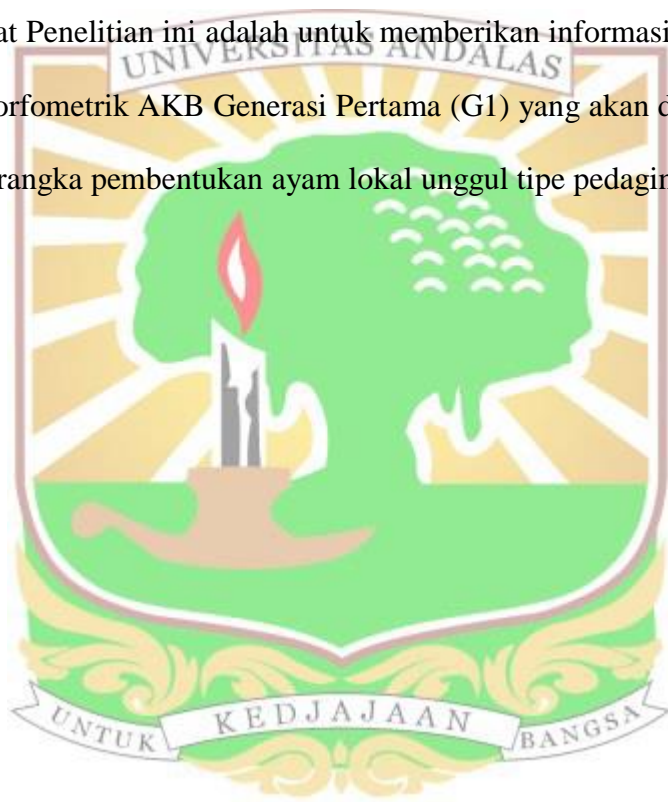 at Penelitian ini adalah untuk memberikan informasi
UNIVERSITAS ANDALAS
orfometrik AKB Generasi Pertama (G1) yang akan d
rangka pembentukan ayam lokal unggul tipe pedagin
UNTUK KEDJAJAAN BANGSA